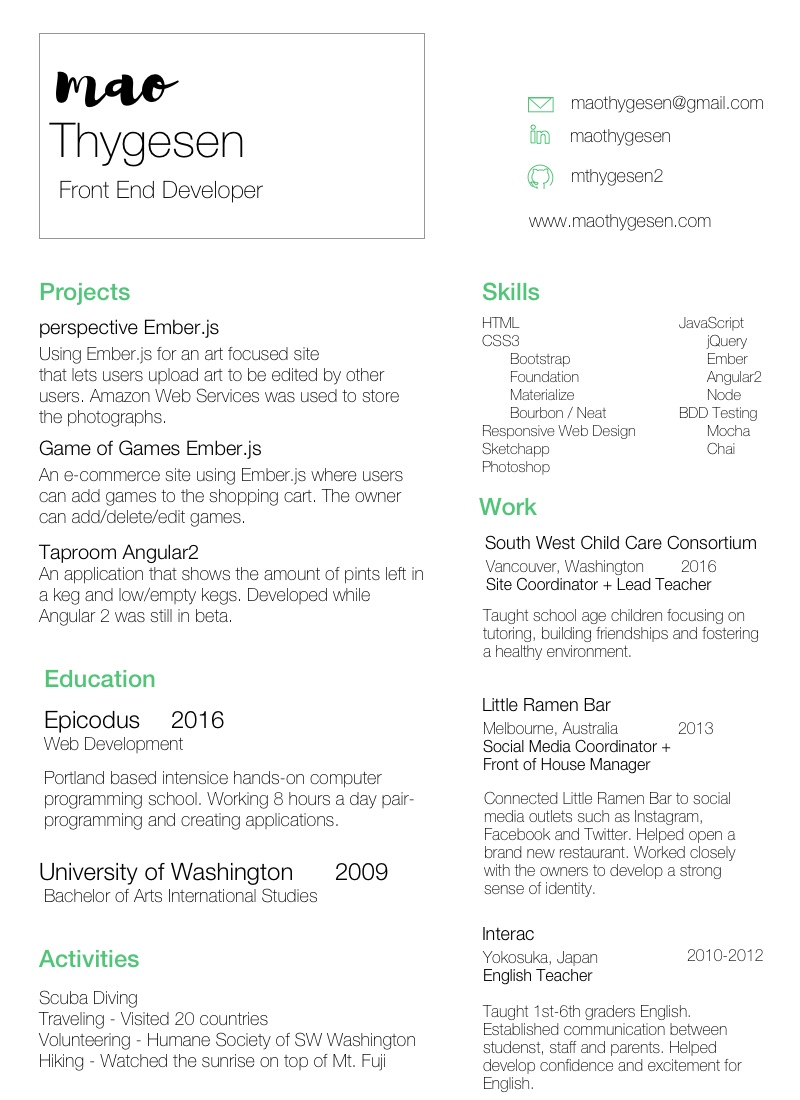 mao
Thygesen
Front End Developer
maothygesen@gmail.com
maothygesen
mthygesen2
www.maothygesen.com
Projects
perspective Ember.js
Using Ember.js for an art focused site
that lets users upload art to be edited by other
users. Amazon Web Services was used to store
the photographs.
Game of Games Ember.js
An e-commerce site using Ember.js where users
can add games to the shopping cart. The owner
can add/delete/edit games.
Taproom Angular2
An application that shows the amount of pints left in
a keg and low/empty kegs. Developed while
Angular 2 was still in beta.
Education
Epicodus 2016
Web Development
Portland based intensice hands-on computer
programming school. Working 8 hours a day pair-
programming and creating applications.
University of Washington 2009
Bachelor of Arts International Studies
Activities
Scuba Diving
Traveling - Visited 20 countries
Volunteering - Humane Society of SW Washington
Hiking - Watched the sunrise on top of Mt. Fuji
Skills
HTML
CSS3
Bootstrap
Foundation
Materialize
Bourbon / Neat
Responsive Web Design
Sketchapp
Photoshop
JavaScript
jQuery
Ember
Angular2
Node
BDD Testing
Mocha
Chai
Work
South West Child Care Consortium
Vancouver, Washington 2016
Site Coordinator + Lead Teacher
Taught school age children focusing on
tutoring, building friendships and fostering
a healthy environment.
Little Ramen Bar
Melbourne, Australia 2013
Social Media Coordinator +
Front of House Manager
Connected Little Ramen Bar to social
media outlets such as Instagram,
Facebook and Twitter. Helped open a
brand new restaurant. Worked closely
with the owners to develop a strong
sense of identity.
Interac
Yokosuka, Japan 2010-2012
English Teacher
Taught 1st-6th graders English.
Established communication between
studenst, staff and parents. Helped
develop confidence and excitement for
English.